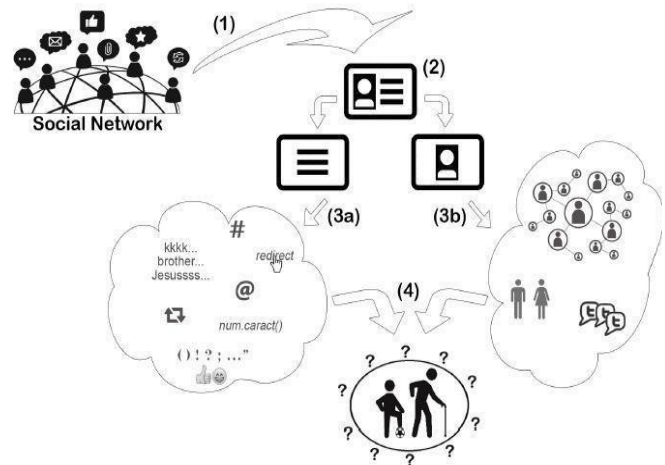 (1)
Social Network
(2)
(3a)
(3b)
#
kkkk...
brother...
Jesussss...
redirect
@
num.caract()
( ) ! ? ; ... "
(4)
? ? ? ? ? ? ? ? ? ? ?